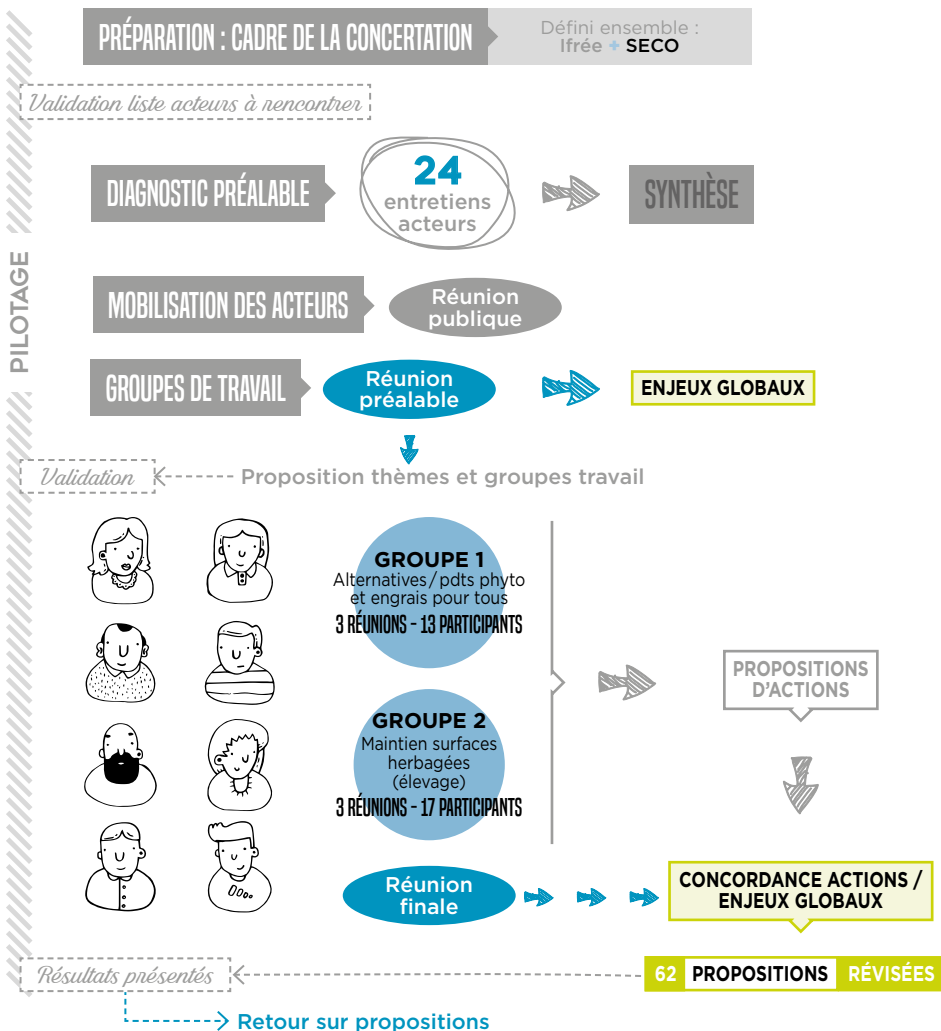 PRÉPARATION : CADRE DE LA CONCERTATION
Défini ensemble :
Ifrée + SECO
Validation liste acteurs à rencontrer
PILOTAGE
DIAGNOSTIC PRÉALABLE
24
entretiens
acteurs
SYNTHÈSE
MOBILISATION DES ACTEURS
Réunion
publique
GROUPES DE TRAVAIL
Réunion
préalable
ENJEUX GLOBAUX
Validation
Proposition thèmes et groupes travail
GROUPE 1
Alternatives / pdts phyto
et engrais pour tous
3 RÉUNIONS - 13 PARTICIPANTS
GROUPE 2
Maintien surfaces
herbagées
(élevage)
3 RÉUNIONS - 17 PARTICIPANTS
PROPOSITIONS
D'ACTIONS
Réunion
finale
CONCORDANCE ACTIONS /
ENJEUX GLOBAUX
62 PROPOSITIONS RÉVISÉES
Résultats présentés
Retour sur propositions